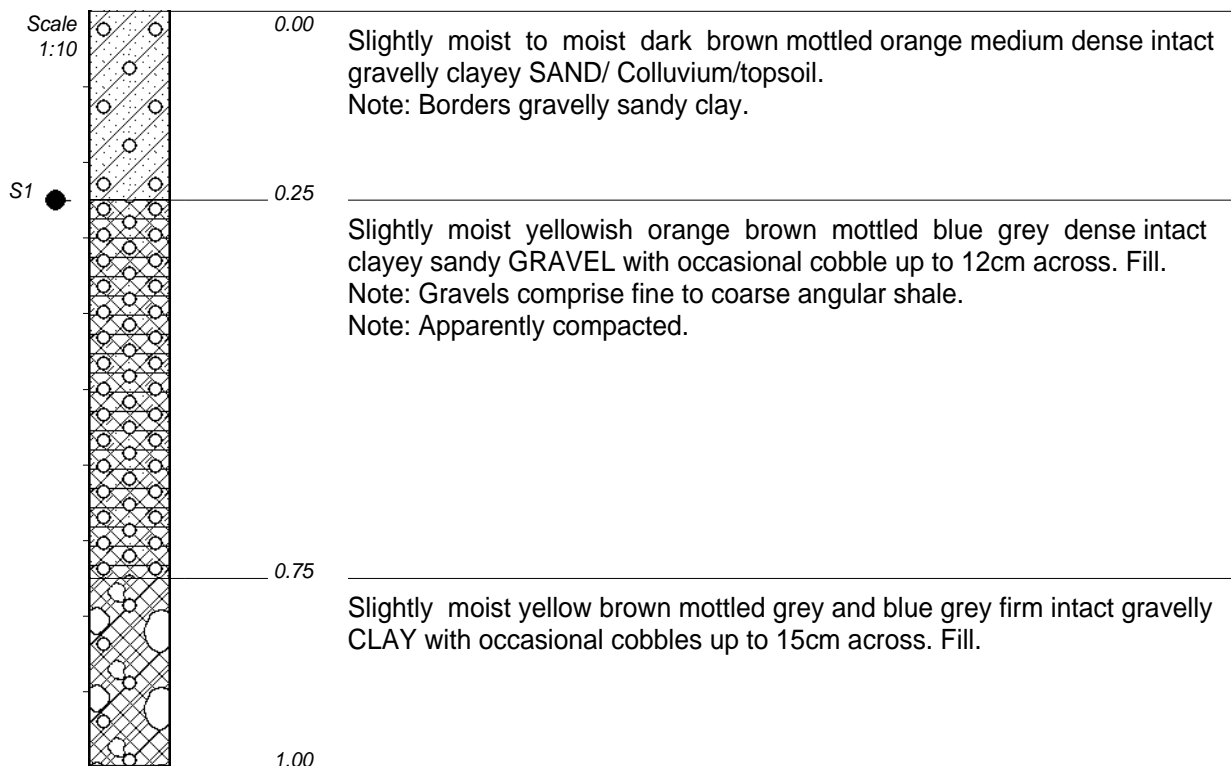 Scale
1:10
0.00
Slightly moist to moist dark brown mottled orange medium dense intact
gravelly clayey SAND/ Colluvium/topsoil.
Note: Borders gravelly sandy clay.
S1
0.25
Slightly moist yellowish orange brown mottled blue grey dense intact
clayey sandy GRAVEL with occasional cobble up to 12cm across. Fill.
Note: Gravels comprise fine to coarse angular shale.
Note: Apparently compacted.
0.75
Slightly moist yellow brown mottled grey and blue grey firm intact gravelly
CLAY with occasional cobbles up to 15cm across. Fill.
1.00